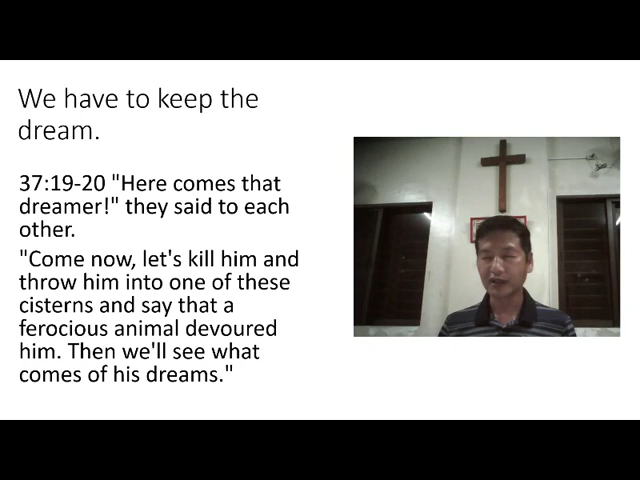 We have to keep the
dream.
37:19-20 "Here comes that
dreamer!" they said to each
other.
"Come now, let's kill him and
throw him into one of these
cisterns and say that a
ferocious animal devoured
him. Then we'll see what
comes of his dreams."